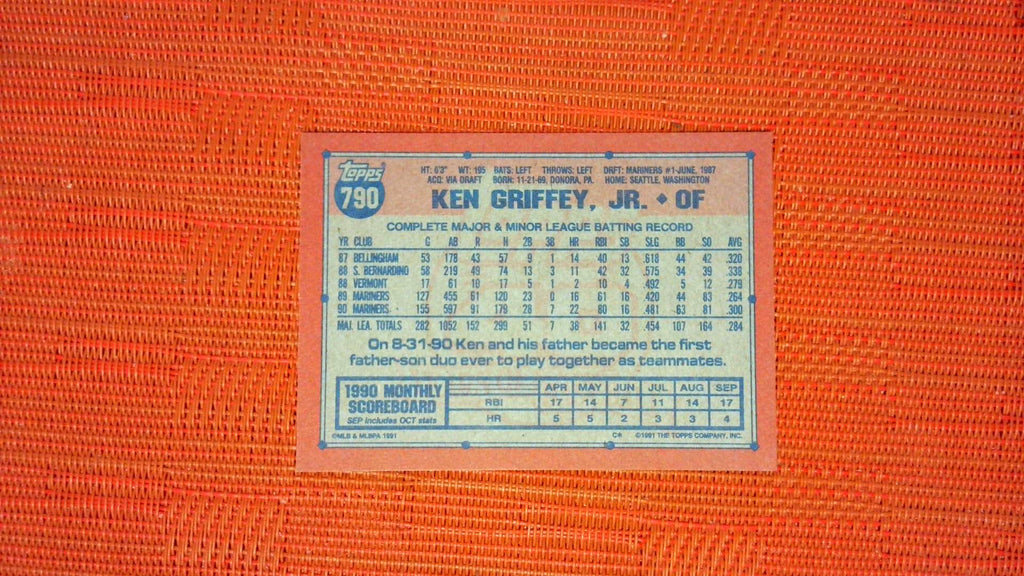 Topps
790
HT: 6'3" WT: 195 BATS: LEFT THROWS: LEFT DRFT: MARINERS #1-JUNE, 1987
ACQ: VIA DRAFT BORN: 11-21-69, DONORA, PA. HOME: SEATTLE, WASHINGTON
KEN GRIFFEY, JR. ♦ OF
COMPLETE MAJOR & MINOR LEAGUE BATTING RECORD
YR CLUB G AB R H 2B 3B HR RBI SB SLG BB SO AVG
87 BELLINGHAM 53 178 43 57 9 1 14 40 13 .618 44 42 .320
88 S. BERNARDINO 58 219 49 74 13 3 11 42 32 .575 34 39 .338
88 VERMONT 17 61 10 17 5 1 2 10 4 .492 5 12 .279
89 MARINERS 127 455 61 120 23 0 16 61 16 .420 44 83 .264
90 MARINERS 155 597 91 179 28 7 22 80 16 .481 63 81 .300
MAJ. LEA. TOTALS 282 1052 152 299 51 7 38 141 32 .454 107 164 .284
On 8-31-90 Ken and his father became the first
father-son duo ever to play together as teammates.
1990 MONTHLY
SCOREBOARD
SEP includes OCT stats
APR MAY JUN JUL AUG SEP
RBI 17 14 7 11 14 17
HR 5 5 2 3 3 4
©MLB & MLBPA 1991
C* ©1991 THE TOPPS COMPANY, INC.